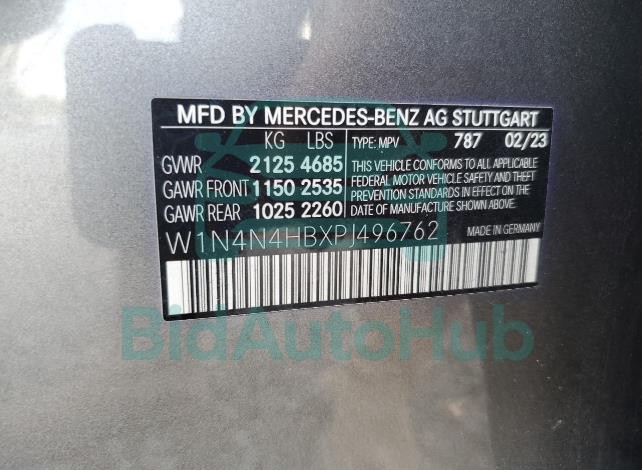 MFD BY MERCEDES-BENZ AG STUTTGART
KG LBS TYPE: MPV 787 02/23
GVWR 2125 4685 THIS VEHICLE CONFORMS TO ALL APPLICABLE
FEDERAL MOTOR VEHICLE SAFETY AND THEFT
GAWR FRONT 1150 2535 PREVENTION STANDARDS IN EFFECT ON THE
GAWR REAR 1025 2260 DATE OF MANUFACTURE SHOWN ABOVE.
W1N4N4HBXPJ496762 MADE IN GERMANY
BidAutoHub